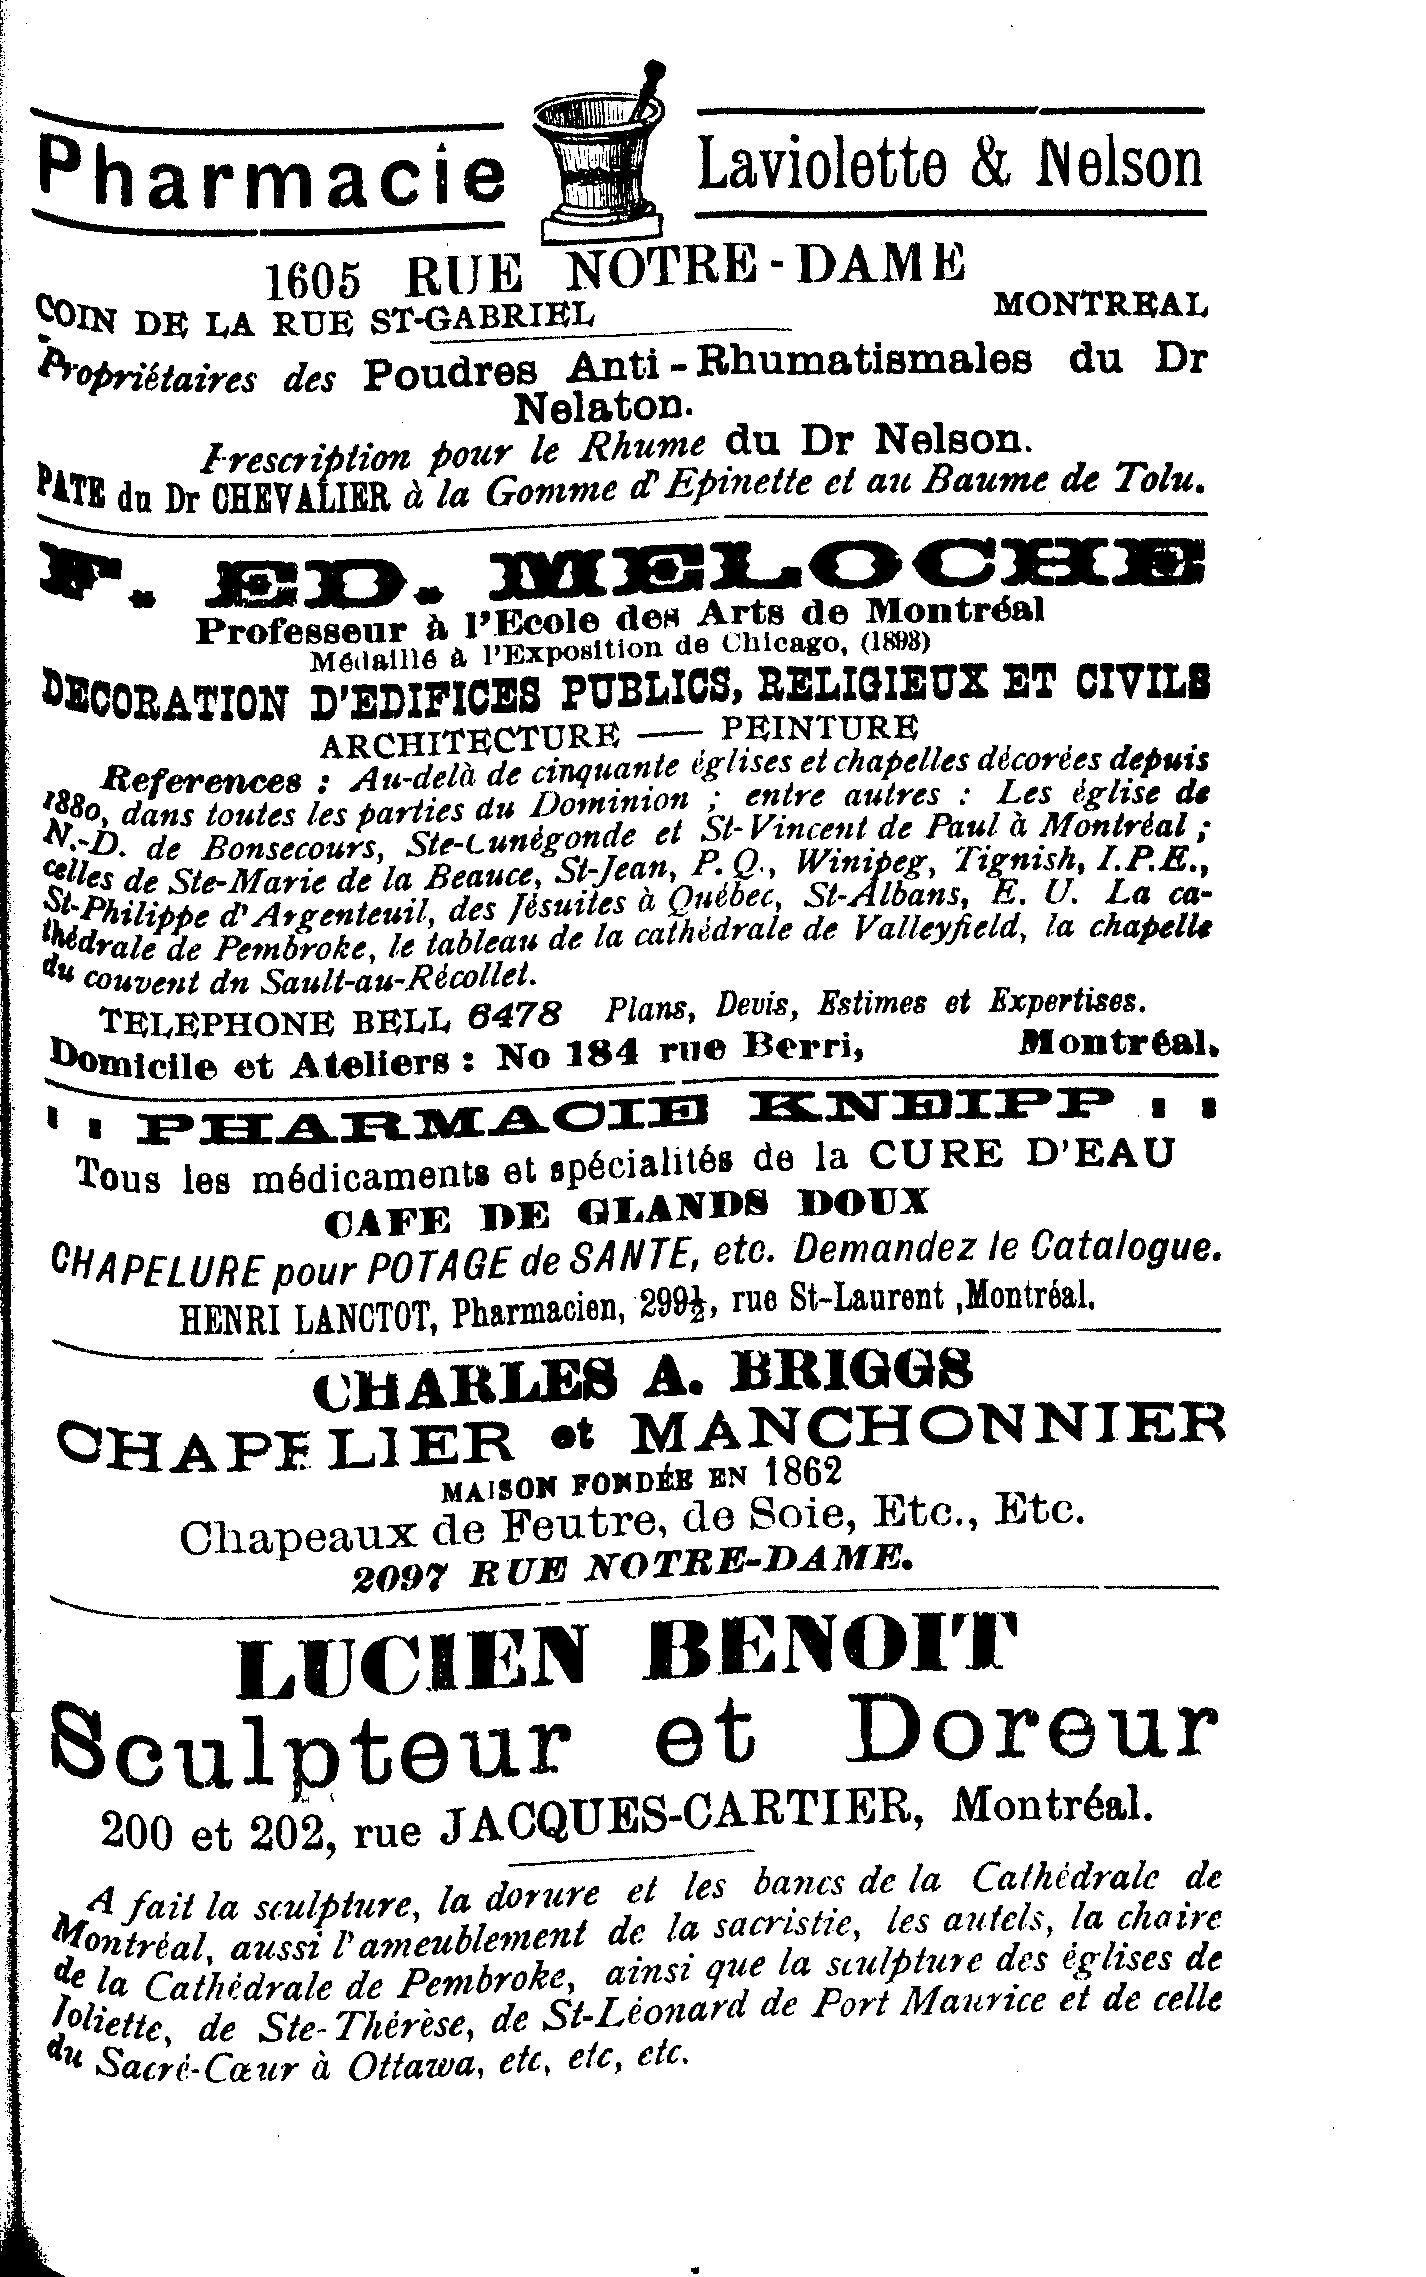 Pharmacie Laviolette & Nelson
1605 RUE NOTRE-DAME
COIN DE LA RUE ST-GABRIEL MONTREAL
Propriétaires des Poudres Anti-Rhumatismales du Dr
Nelaton.
Prescription pour le Rhume du Dr Nelson.
PATE du Dr CHEVALIER à la Gomme d'Epinette et au Baume de Tolu.
F. ED. MELOCHE
Professeur à l'Ecole des Arts de Montréal
Médaillé à l'Exposition de Chicago, (1893)
DECORATION D'EDIFICES PUBLICS, RELIGIEUX ET CIVILS
ARCHITECTURE — PEINTURE
References : Au-delà de cinquante églises et chapelles décorées depuis
1880, dans toutes les parties du Dominion ; entre autres : Les église de
N.-D. de Bonsecours, Ste-Cunégonde et St-Vincent de Paul à Montréal ;
celles de Ste-Marie de la Beauce, St-Jean, P. Q., Winipeg, Tignish, I.P.E.,
St-Philippe d'Argenteuil, des Jésuites à Québec, St-Albans, E. U. La ca-
thédrale de Pembroke, le tableau de la cathédrale de Valleyfield, la chapelle
du couvent dn Sault-au-Récollet.
TELEPHONE BELL 6478 Plans, Devis, Estimes et Expertises.
Domicile et Ateliers : No 184 rue Berri, Montréal.
PHARMACIE KNEIPP
Tous les médicaments et spécialités de la CURE D'EAU
CAFE DE GLANDS DOUX
CHAPELURE pour POTAGE de SANTE, etc. Demandez le Catalogue.
HENRI LANCTOT, Pharmacien, 299½, rue St-Laurent ,Montréal.
CHARLES A. BRIGGS
CHAPELIER et MANCHONNIER
MAISON FONDÉE EN 1862
Chapeaux de Feutre, de Soie, Etc., Etc.
2097 RUE NOTRE-DAME.
LUCIEN BENOIT
Sculpteur et Doreur
200 et 202, rue JACQUES-CARTIER, Montréal.
A fait la sculpture, la dorure et les bancs de la Cathédrale de
Montréal, aussi l'ameublement de la sacristie, les autels, la chaire
de la Cathédrale de Pembroke, ainsi que la sculpture des églises de
Joliette, de Ste-Thérèse, de St-Léonard de Port Maurice et de celle
du Sacré-Cœur à Ottawa, etc, etc, etc.